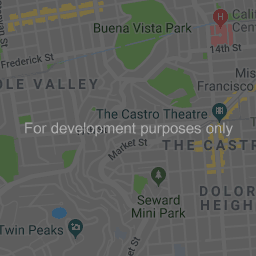 Buena Vista Park
H
Cali
Cent
14th St
Frederick St
OLE VALLEY
Mis
Francisco
The Castro Theatre
For development purposes only
Market St
THE CASTR
Seward
Mini Park
DOLOR
HEIGH
Twin Peaks